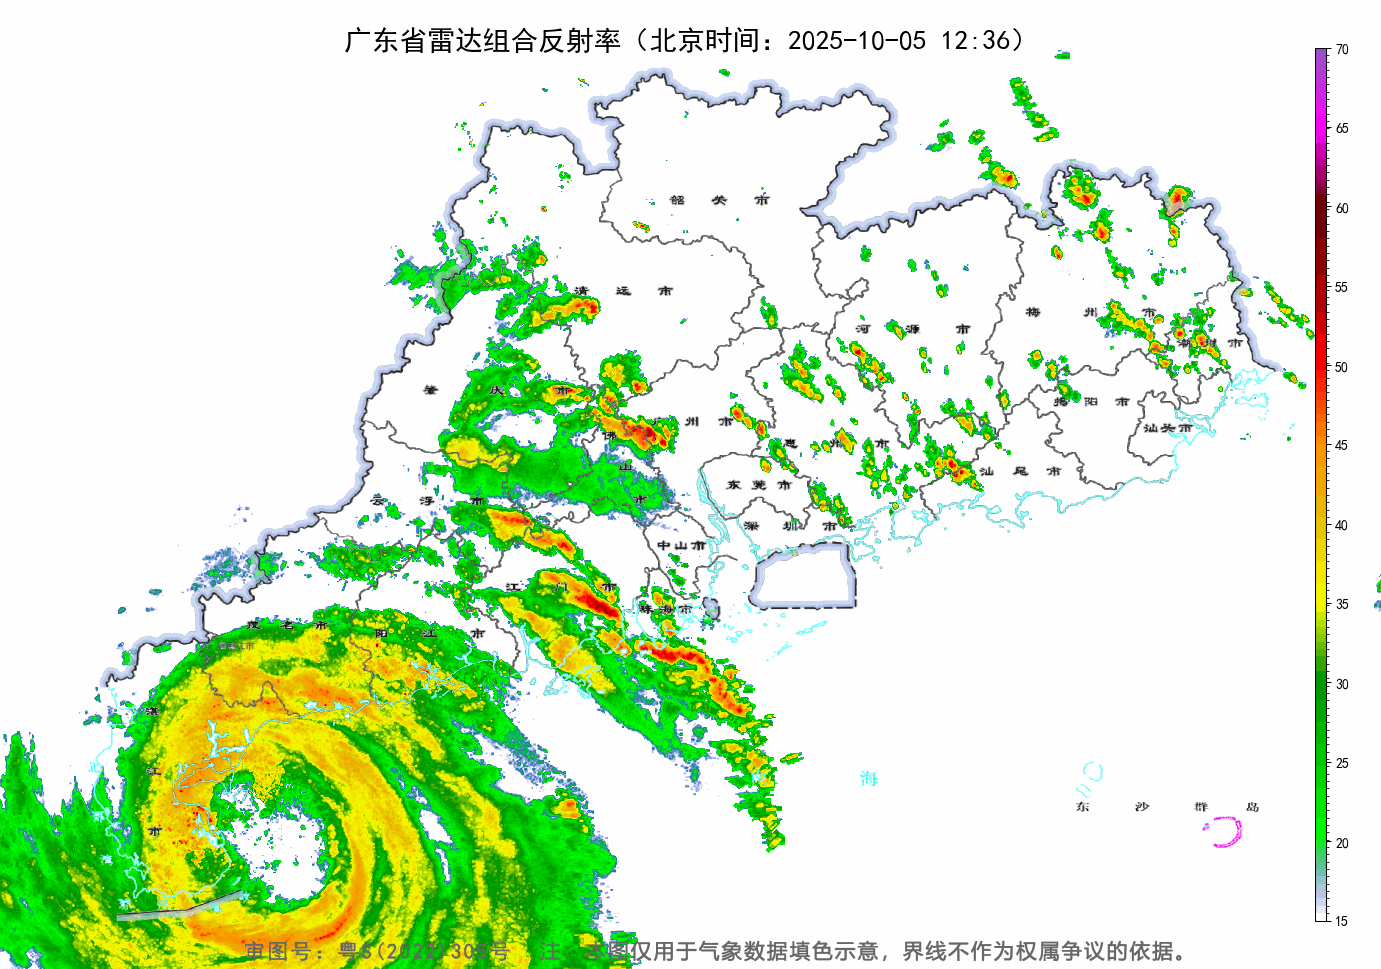 广东省雷达组合反射率（北京时间：2025-10-05 12:36）
70
65
60
55
50
45
40
35
30
25
20
15
韶关市
清远市
河源市
梅州市
潮州市
肇庆市
广州市
佛山市
惠州市
揭阳市
汕头市
汕尾市
东莞市
深圳市
云浮市
中山市
江门市
珠海市
茂名市
阳江市
湛江市
海
东沙群岛
审图号：粤S(2022)305号 注：本图仅用于气象数据填色示意，界线不作为权属争议的依据。